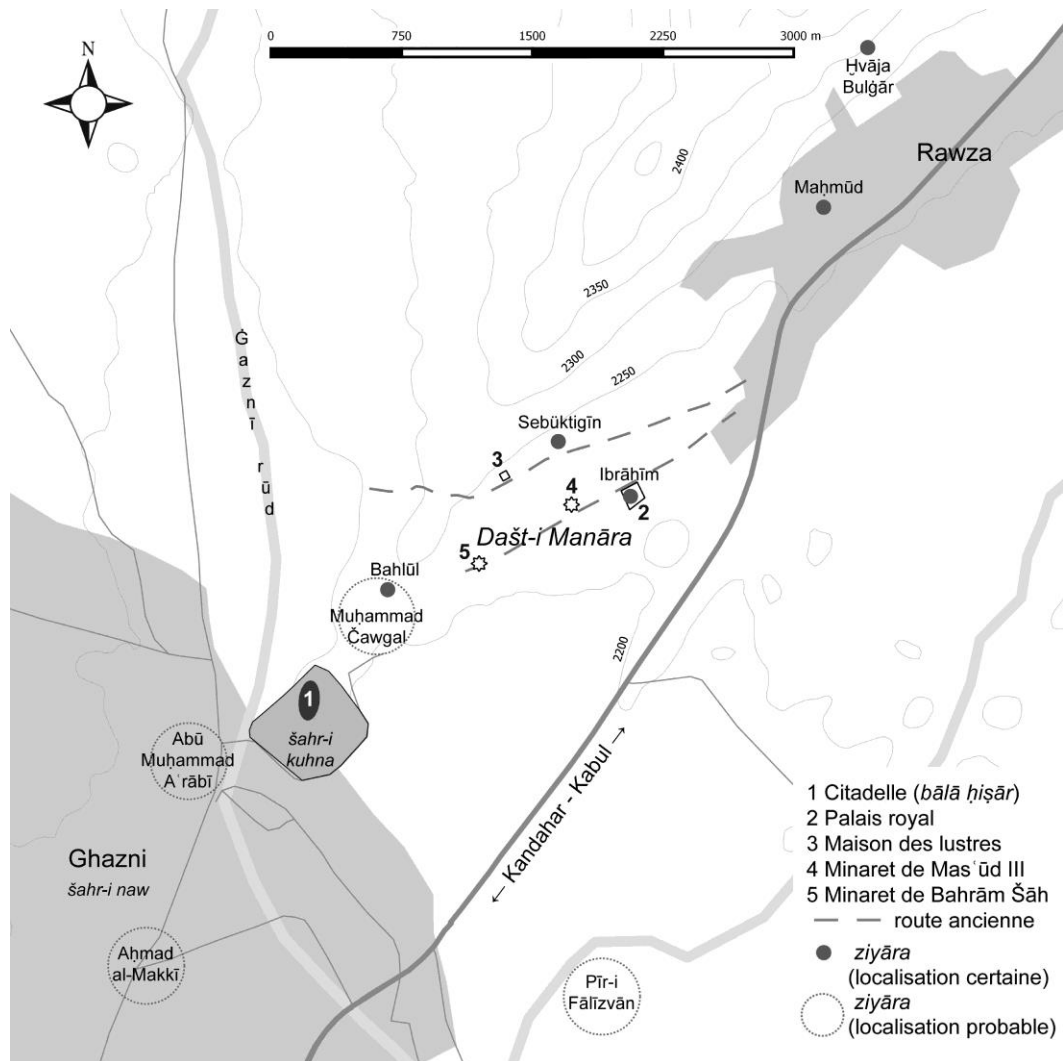 N
0 750 1500 2250 3000 m
Ḫvāja
Bulġār
2400
Rawza
Maḥmūd
2350
2300
2250
Ġaznī rūd
Sebüktigīn
3
Ibrāhīm
4
2
Dašt-i Manāra
5
Bahlūl
Muḥammad
Čawgal
2200
1
šahr-i
kuhna
Abū
Muḥammad
Aʿrābī
← Kandahar - Kabul →
Ghazni
šahr-i naw
Aḥmad
al-Makkī
Pīr-i
Fālīzvān
1 Citadelle (bālā ḥiṣār)
2 Palais royal
3 Maison des lustres
4 Minaret de Masʿūd III
5 Minaret de Bahrām Šāh
route ancienne
ziyāra
(localisation certaine)
ziyāra
(localisation probable)